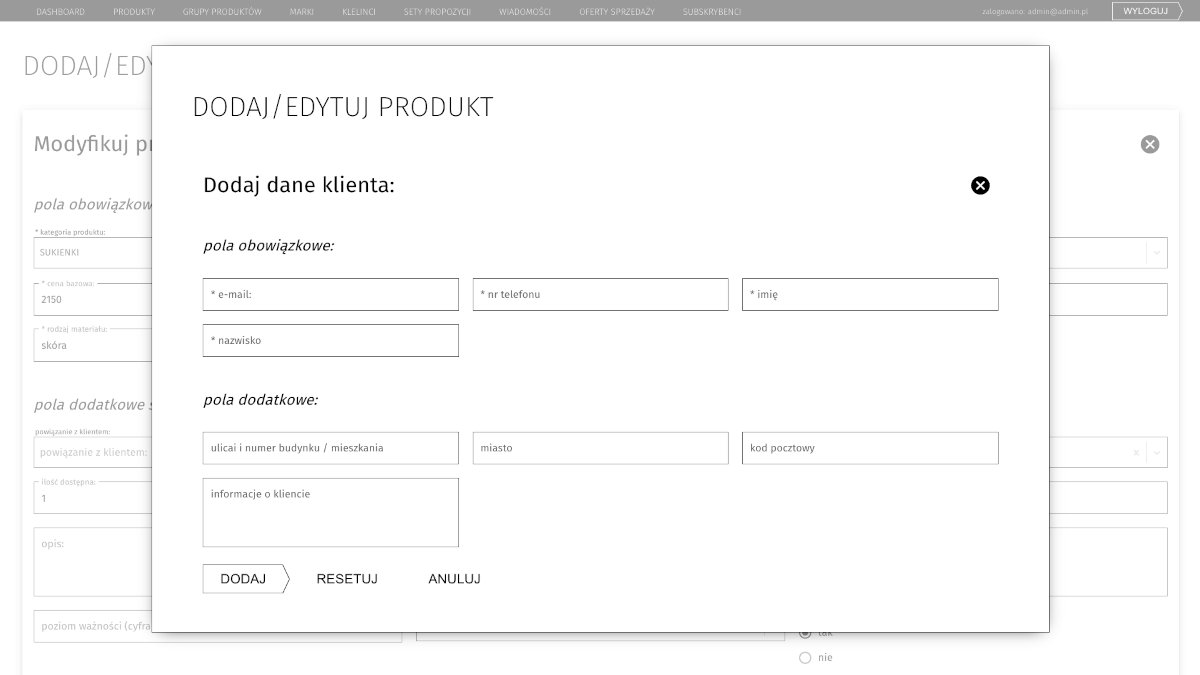 DASHBOARD PRODUKTY GRUPY PRODUKTÓW MARKI KLELINCI SETY PROPOZYCJI WIADOMOŚCI OFERTY SPRZEDAŻY SUBSKRYBENCI zalogowano: admin@admin.pl WYLOGUJ
DODAJ/EDY
DODAJ/EDYTUJ PRODUKT
Modyfikuj pr
Dodaj dane klienta:
pola obowiązkow
pola obowiązkowe:
* kategoria produktu:
SUKIENKI
* cena bazowa:
2150
* e-mail: * nr telefonu * imię
* rodzaj materiału:
skóra
* nazwisko
pola dodatkowe s
pola dodatkowe:
powiązanie z klientem:
powiązanie z klientem:
ulicai i numer budynku / mieszkania miasto kod pocztowy
ilość dostępna:
1
informacje o kliencie
opis:
DODAJ RESETUJ ANULUJ
poziom ważności (cyfra
tak
nie